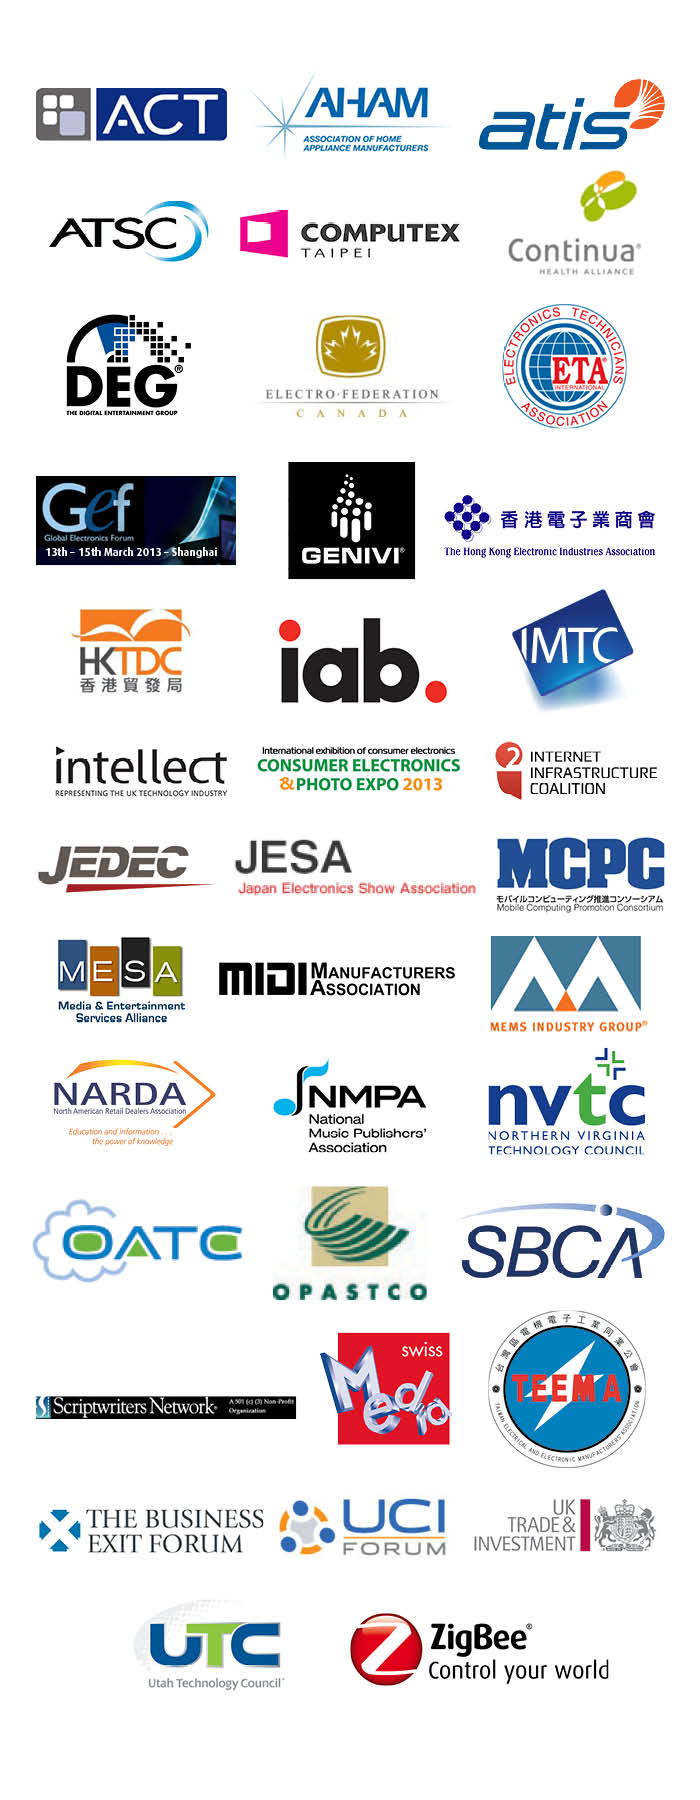 ACT
AHAM
ASSOCIATION OF HOME
APPLIANCE MANUFACTURERS
atis
ATSC
COMPUTEX
TAIPEI
Continua®
HEALTH ALLIANCE
DEG®
THE DIGITAL ENTERTAINMENT GROUP
ELECTRO·FEDERATION
CANADA
ELECTRONICS TECHNICIANS
ETA®
INTERNATIONAL
ASSOCIATION
Gef
Global Electronics Forum
13th - 15th March 2013 - Shanghai
GENIVI®
香港電子業商會
The Hong Kong Electronic Industries Association
HKTDC
香港貿發局
iab.
IMTC
intellect
REPRESENTING THE UK TECHNOLOGY INDUSTRY
International exhibition of consumer electronics
CONSUMER ELECTRONICS
&PHOTO EXPO 2013
2
INTERNET
INFRASTRUCTURE
COALITION
JEDEC
JESA
Japan Electronics Show Association
MCPC
モバイルコンピューティング推進コンソーシアム
Mobile Computing Promotion Consortium
MESA
Media & Entertainment
Services Alliance
MIDI MANUFACTURERS
ASSOCIATION
MEMS INDUSTRY GROUP®
NARDA
North American Retail Dealers Association
Education and information . . .
the power of knowledge
NMPA
National
Music Publishers'
Association
nvtc
NORTHERN VIRGINIA
TECHNOLOGY COUNCIL
OATC
OPASTCO
SBCA
Scriptwriters Network®
A 501 (c) (3) Non-Profit
Organization
swiss
Media
台灣區電機電子工業同業公會
TEEMA
TAIWAN ELECTRICAL AND ELECTRONIC MANUFACTURERS' ASSOCIATION
THE BUSINESS
EXIT FORUM
UCI
FORUM
UK
TRADE &
INVESTMENT
UTC
Utah Technology Council
ZigBee®
Control your world